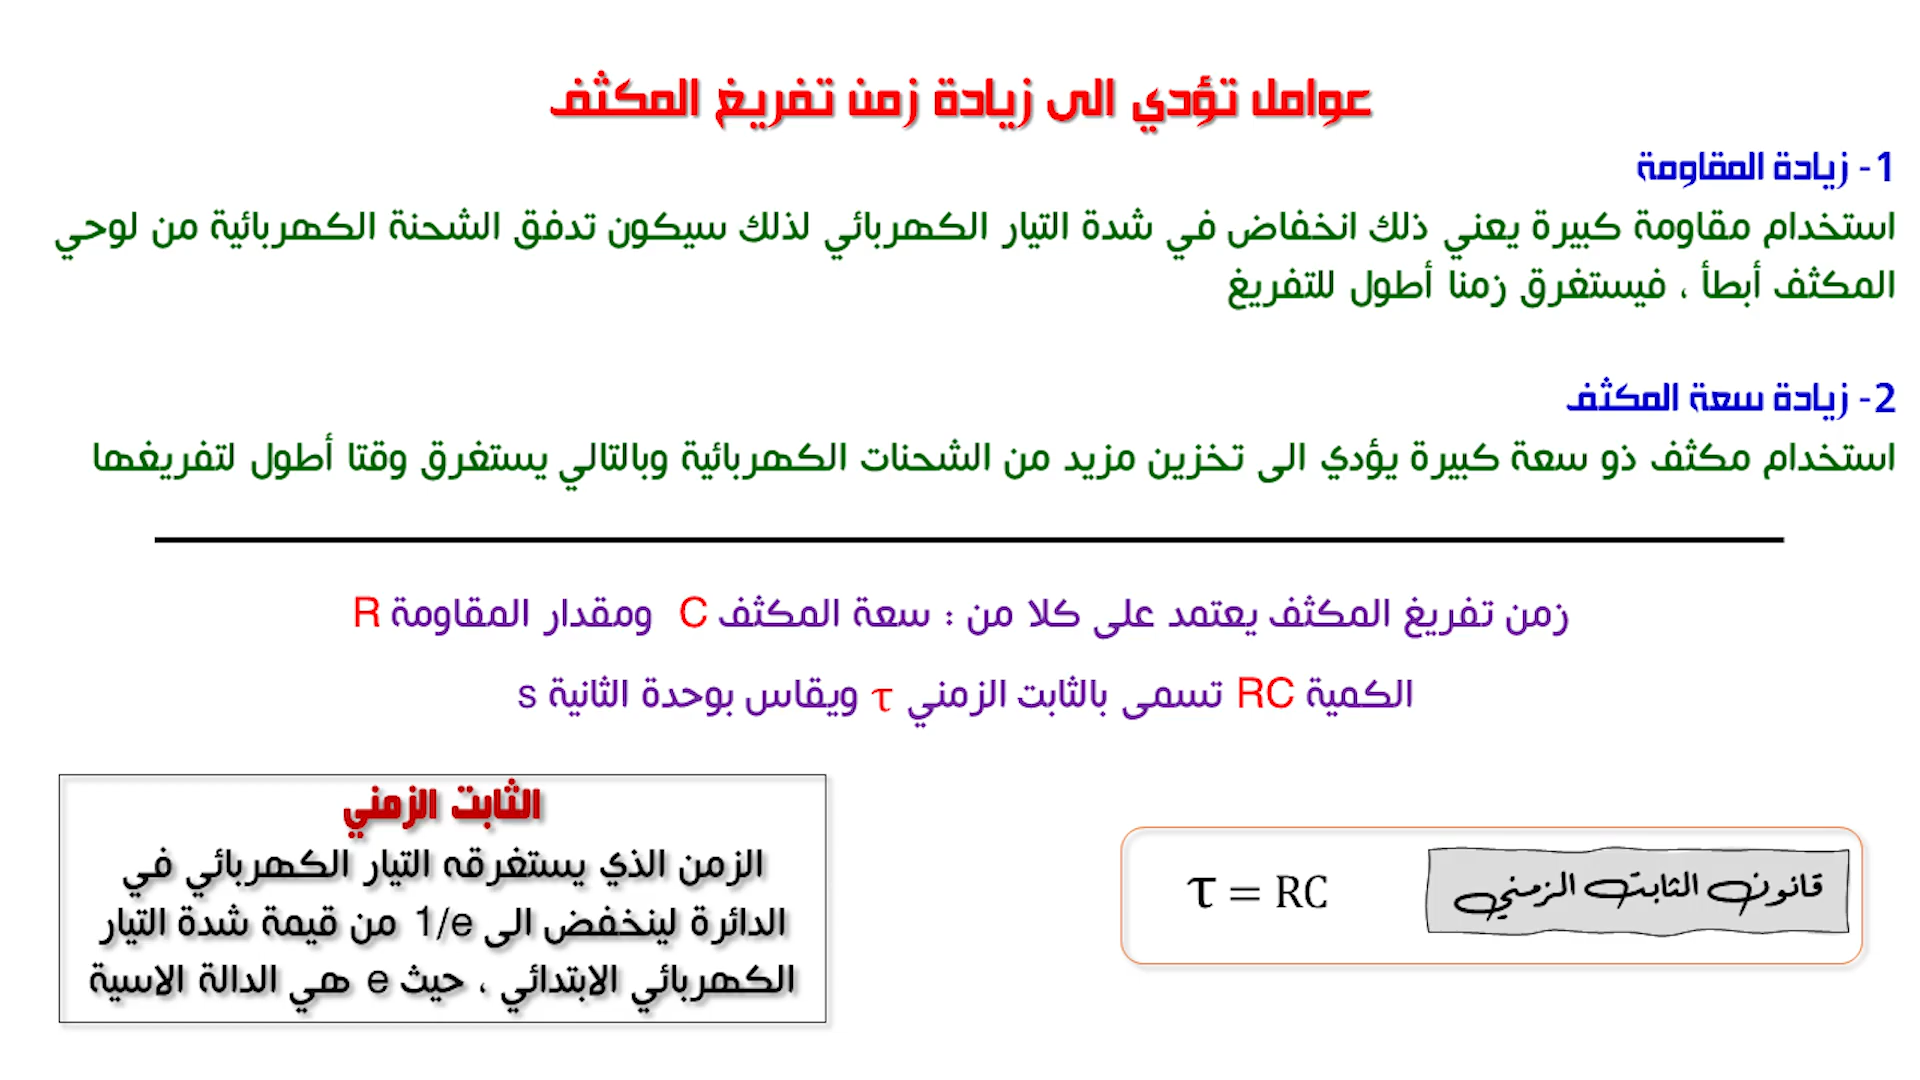 عوامل تؤدي الى زيادة زمن تفريغ المكثف
1- زيادة المقاومة
استخدام مقاومة كبيرة يعني ذلك انخفاض في شدة التيار الكهربائي لذلك سيكون تدفق الشحنة الكهربائية من لوحي
المكثف أبطأ ، فيستغرق زمنا أطول للتفريغ
2- زيادة سعة المكثف
استخدام مكثف ذو سعة كبيرة يؤدي الى تخزين مزيد من الشحنات الكهربائية وبالتالي يستغرق وقتا أطول لتفريغها
زمن تفريغ المكثف يعتمد على كلا من : سعة المكثف C ومقدار المقاومة R
الكمية RC تسمى بالثابت الزمني τ ويقاس بوحدة الثانية s
قانون الثابت الزمني
τ = RC
الثابت الزمني
الزمن الذي يستغرقه التيار الكهربائي في
الدائرة لينخفض الى 1/e من قيمة شدة التيار
الكهربائي الابتدائي ، حيث e هي الدالة الاسية